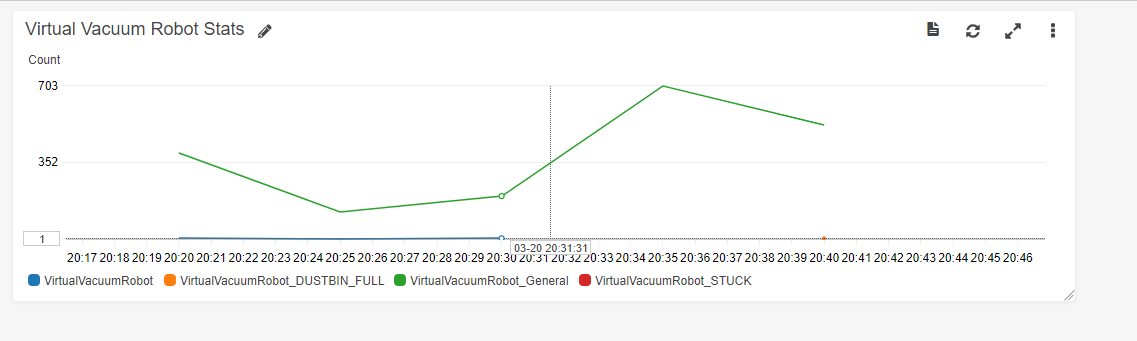 Virtual Vacuum Robot Stats
Count
703
352
1
03-20 20:31:31
20:17 20:18 20:19 20:20 20:21 20:22 20:23 20:24 20:25 20:26 20:27 20:28 20:29 20:30 20:31 20:32 20:33 20:34 20:35 20:36 20:37 20:38 20:39 20:40 20:41 20:42 20:43 20:44 20:45 20:46
VirtualVacuumRobot VirtualVacuumRobot_DUSTBIN_FULL VirtualVacuumRobot_General VirtualVacuumRobot_STUCK